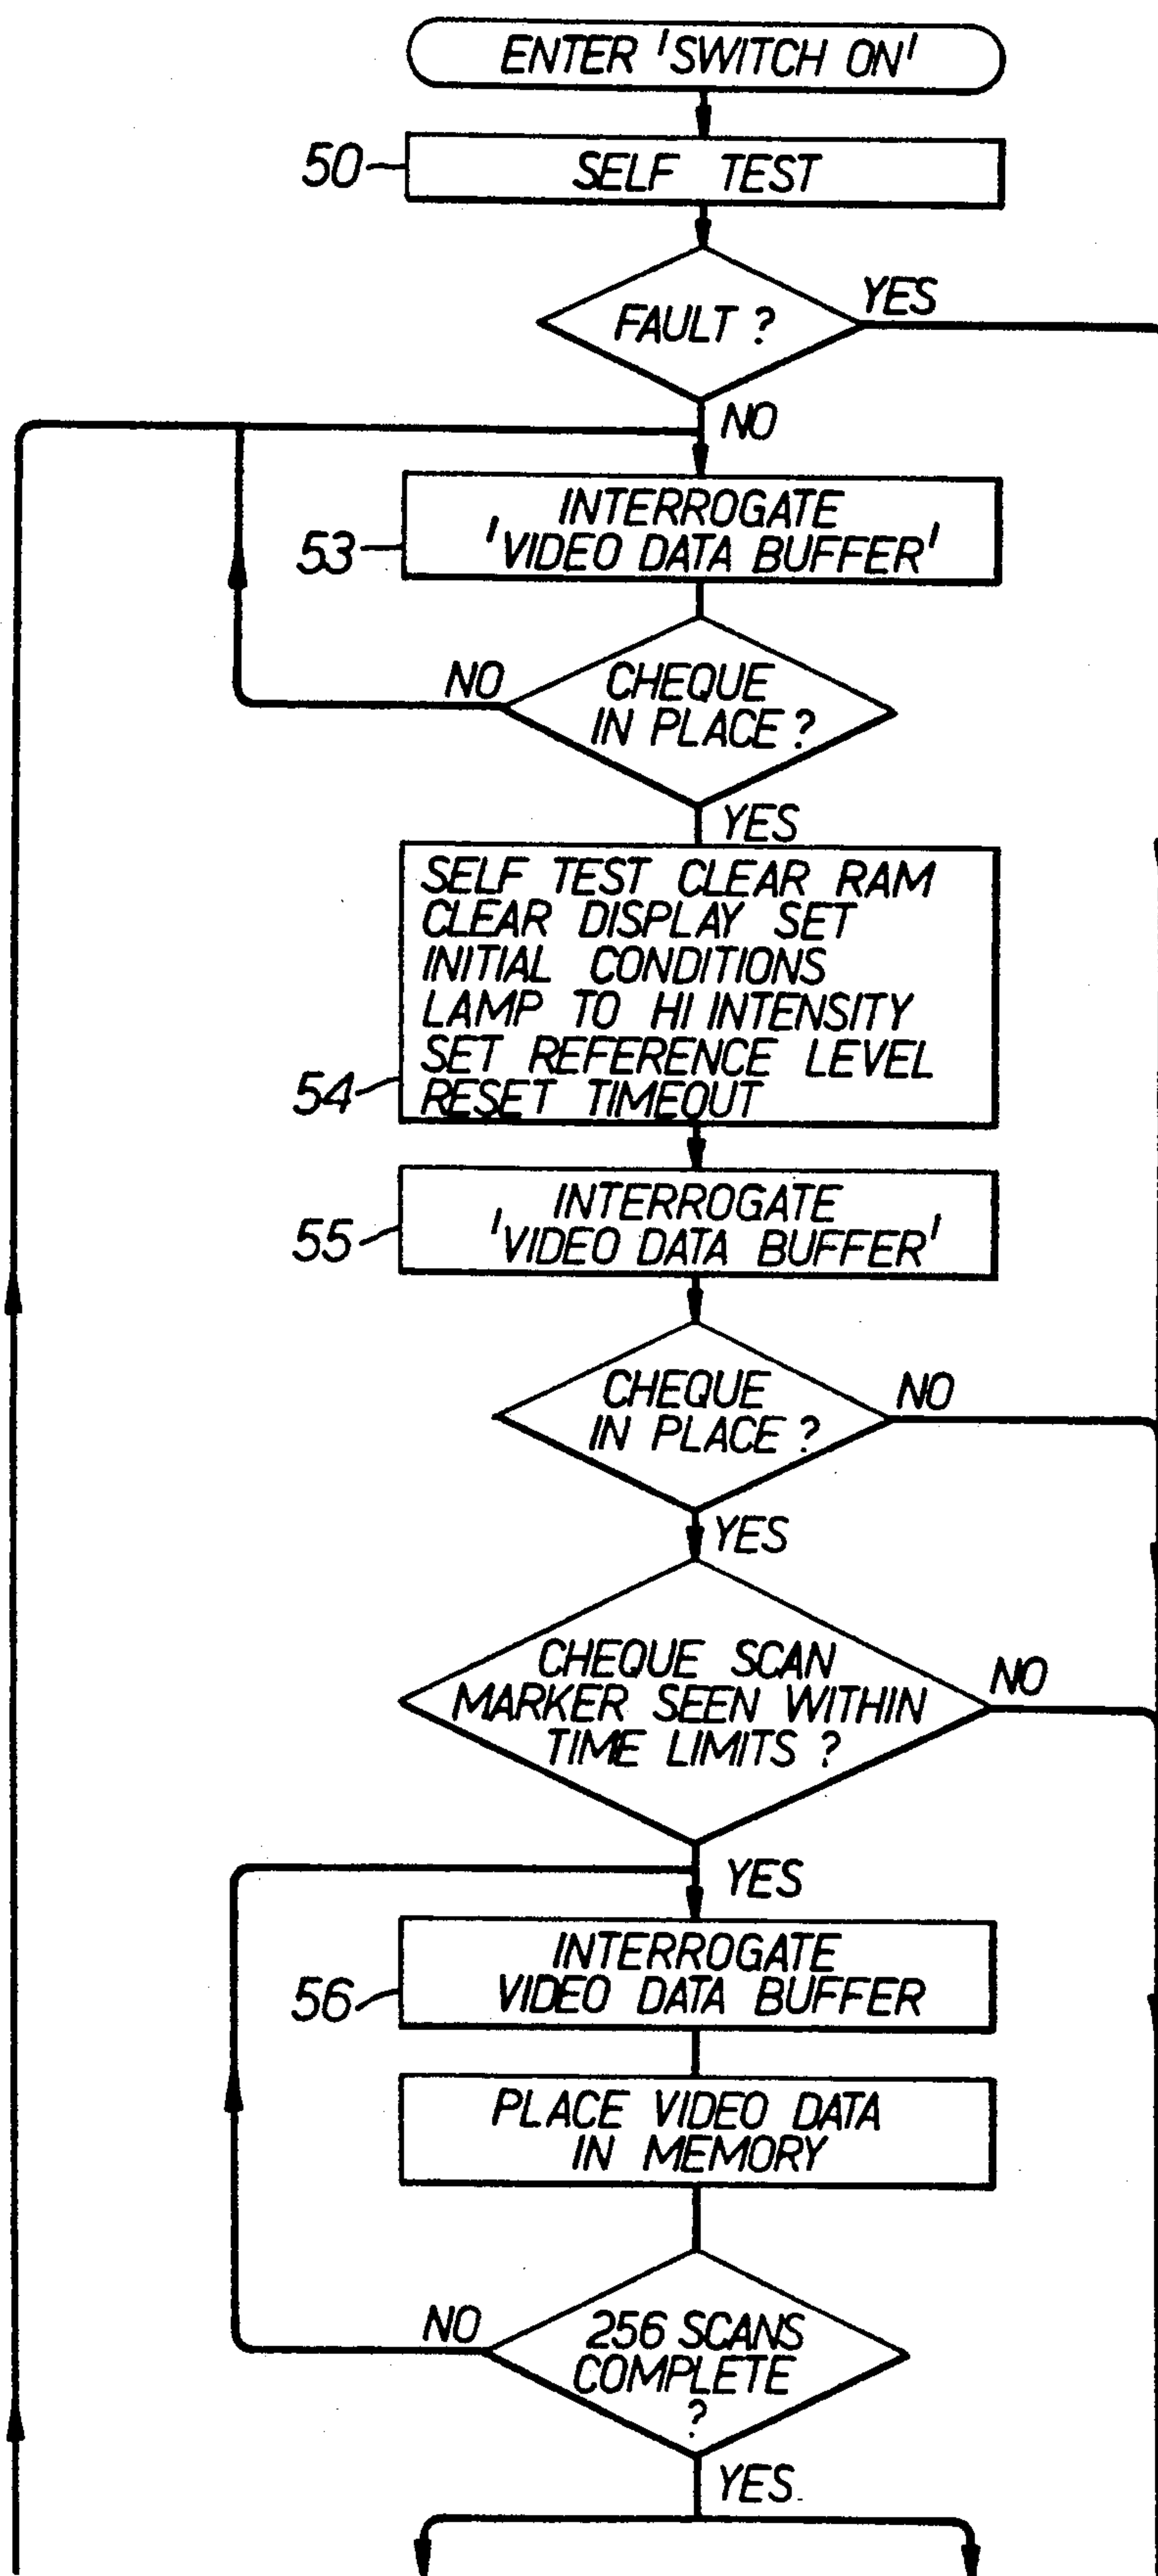 ENTER 'SWITCH ON'
50
SELF TEST
FAULT ?
YES
NO
INTERROGATE
'VIDEO DATA BUFFER'
53
NO
CHEQUE
IN PLACE ?
YES
SELF TEST CLEAR RAM
CLEAR DISPLAY SET
INITIAL CONDITIONS
LAMP TO HI INTENSITY
SET REFERENCE LEVEL
RESET TIMEOUT
54
INTERROGATE
'VIDEO DATA BUFFER'
55
CHEQUE
IN PLACE ?
NO
YES
CHEQUE SCAN
MARKER SEEN WITHIN
TIME LIMITS ?
NO
YES
INTERROGATE
VIDEO DATA BUFFER
56
PLACE VIDEO DATA
IN MEMORY
NO
256 SCANS
COMPLETE
?
YES